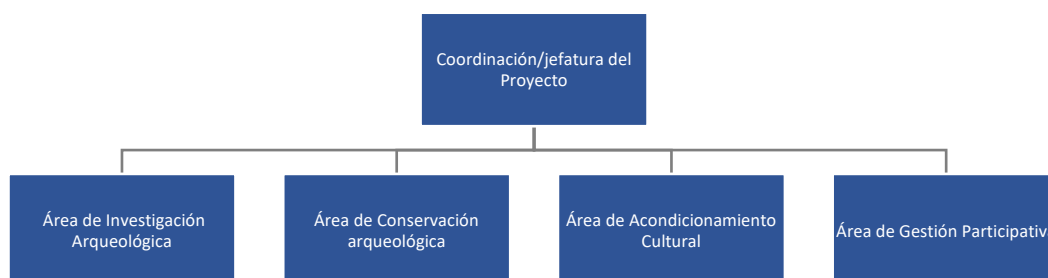 Coordinación/jefatura del
Proyecto
Área de Investigación
Arqueológica
Área de Conservación
arqueológica
Área de Acondicionamiento
Cultural
Área de Gestión Participativa